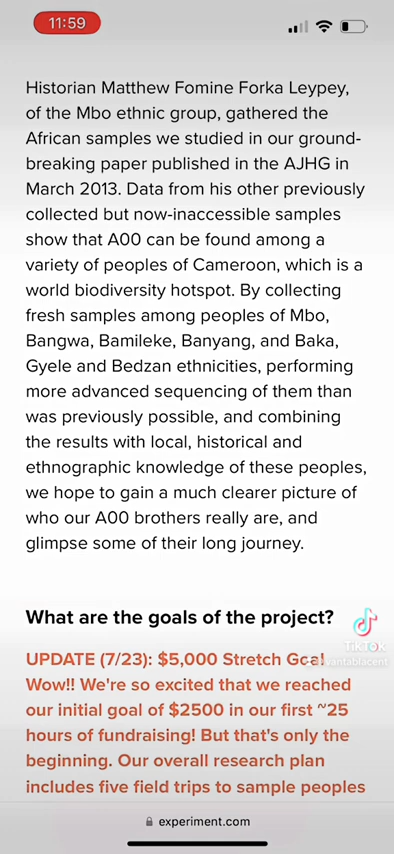 11:59
Historian Matthew Fomine Forka Leypey,
of the Mbo ethnic group, gathered the
African samples we studied in our ground-
breaking paper published in the AJHG in
March 2013. Data from his other previously
collected but now-inaccessible samples
show that A00 can be found among a
variety of peoples of Cameroon, which is a
world biodiversity hotspot. By collecting
fresh samples among peoples of Mbo,
Bangwa, Bamileke, Banyang, and Baka,
Gyele and Bedzan ethnicities, performing
more advanced sequencing of them than
was previously possible, and combining
the results with local, historical and
ethnographic knowledge of these peoples,
we hope to gain a much clearer picture of
who our A00 brothers really are, and
glimpse some of their long journey.
What are the goals of the project?
TikTok
UPDATE (7/23): $5,000 Stretch Goal
Wow!! We're so excited that we reached
our initial goal of $2500 in our first ~25
hours of fundraising! But that's only the
beginning. Our overall research plan
includes five field trips to sample peoples
experiment.com